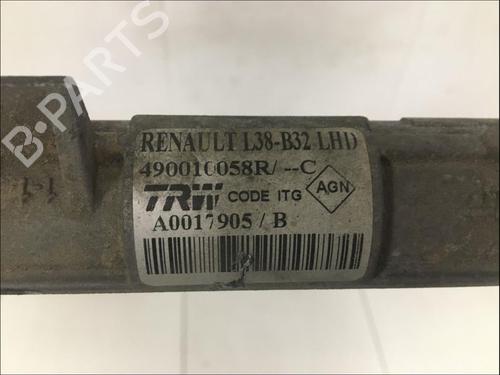 RENAULT L38-B32 LHD
490010058R/--C
TRW CODE ITG AGN
A0017905/B
B-PARTS